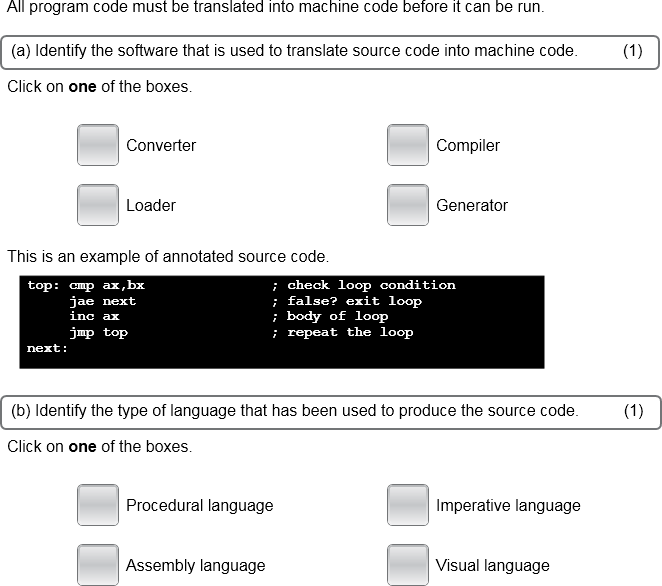 All program code must be translated into machine code before it can be run.
(a) Identify the software that is used to translate source code into machine code. (1)
Click on one of the boxes.
Converter Compiler
Loader Generator
This is an example of annotated source code.
top: cmp ax,bx ; check loop condition
jae next ; false? exit loop
inc ax ; body of loop
jmp top ; repeat the loop
next:
(b) Identify the type of language that has been used to produce the source code. (1)
Click on one of the boxes.
Procedural language Imperative language
Assembly language Visual language